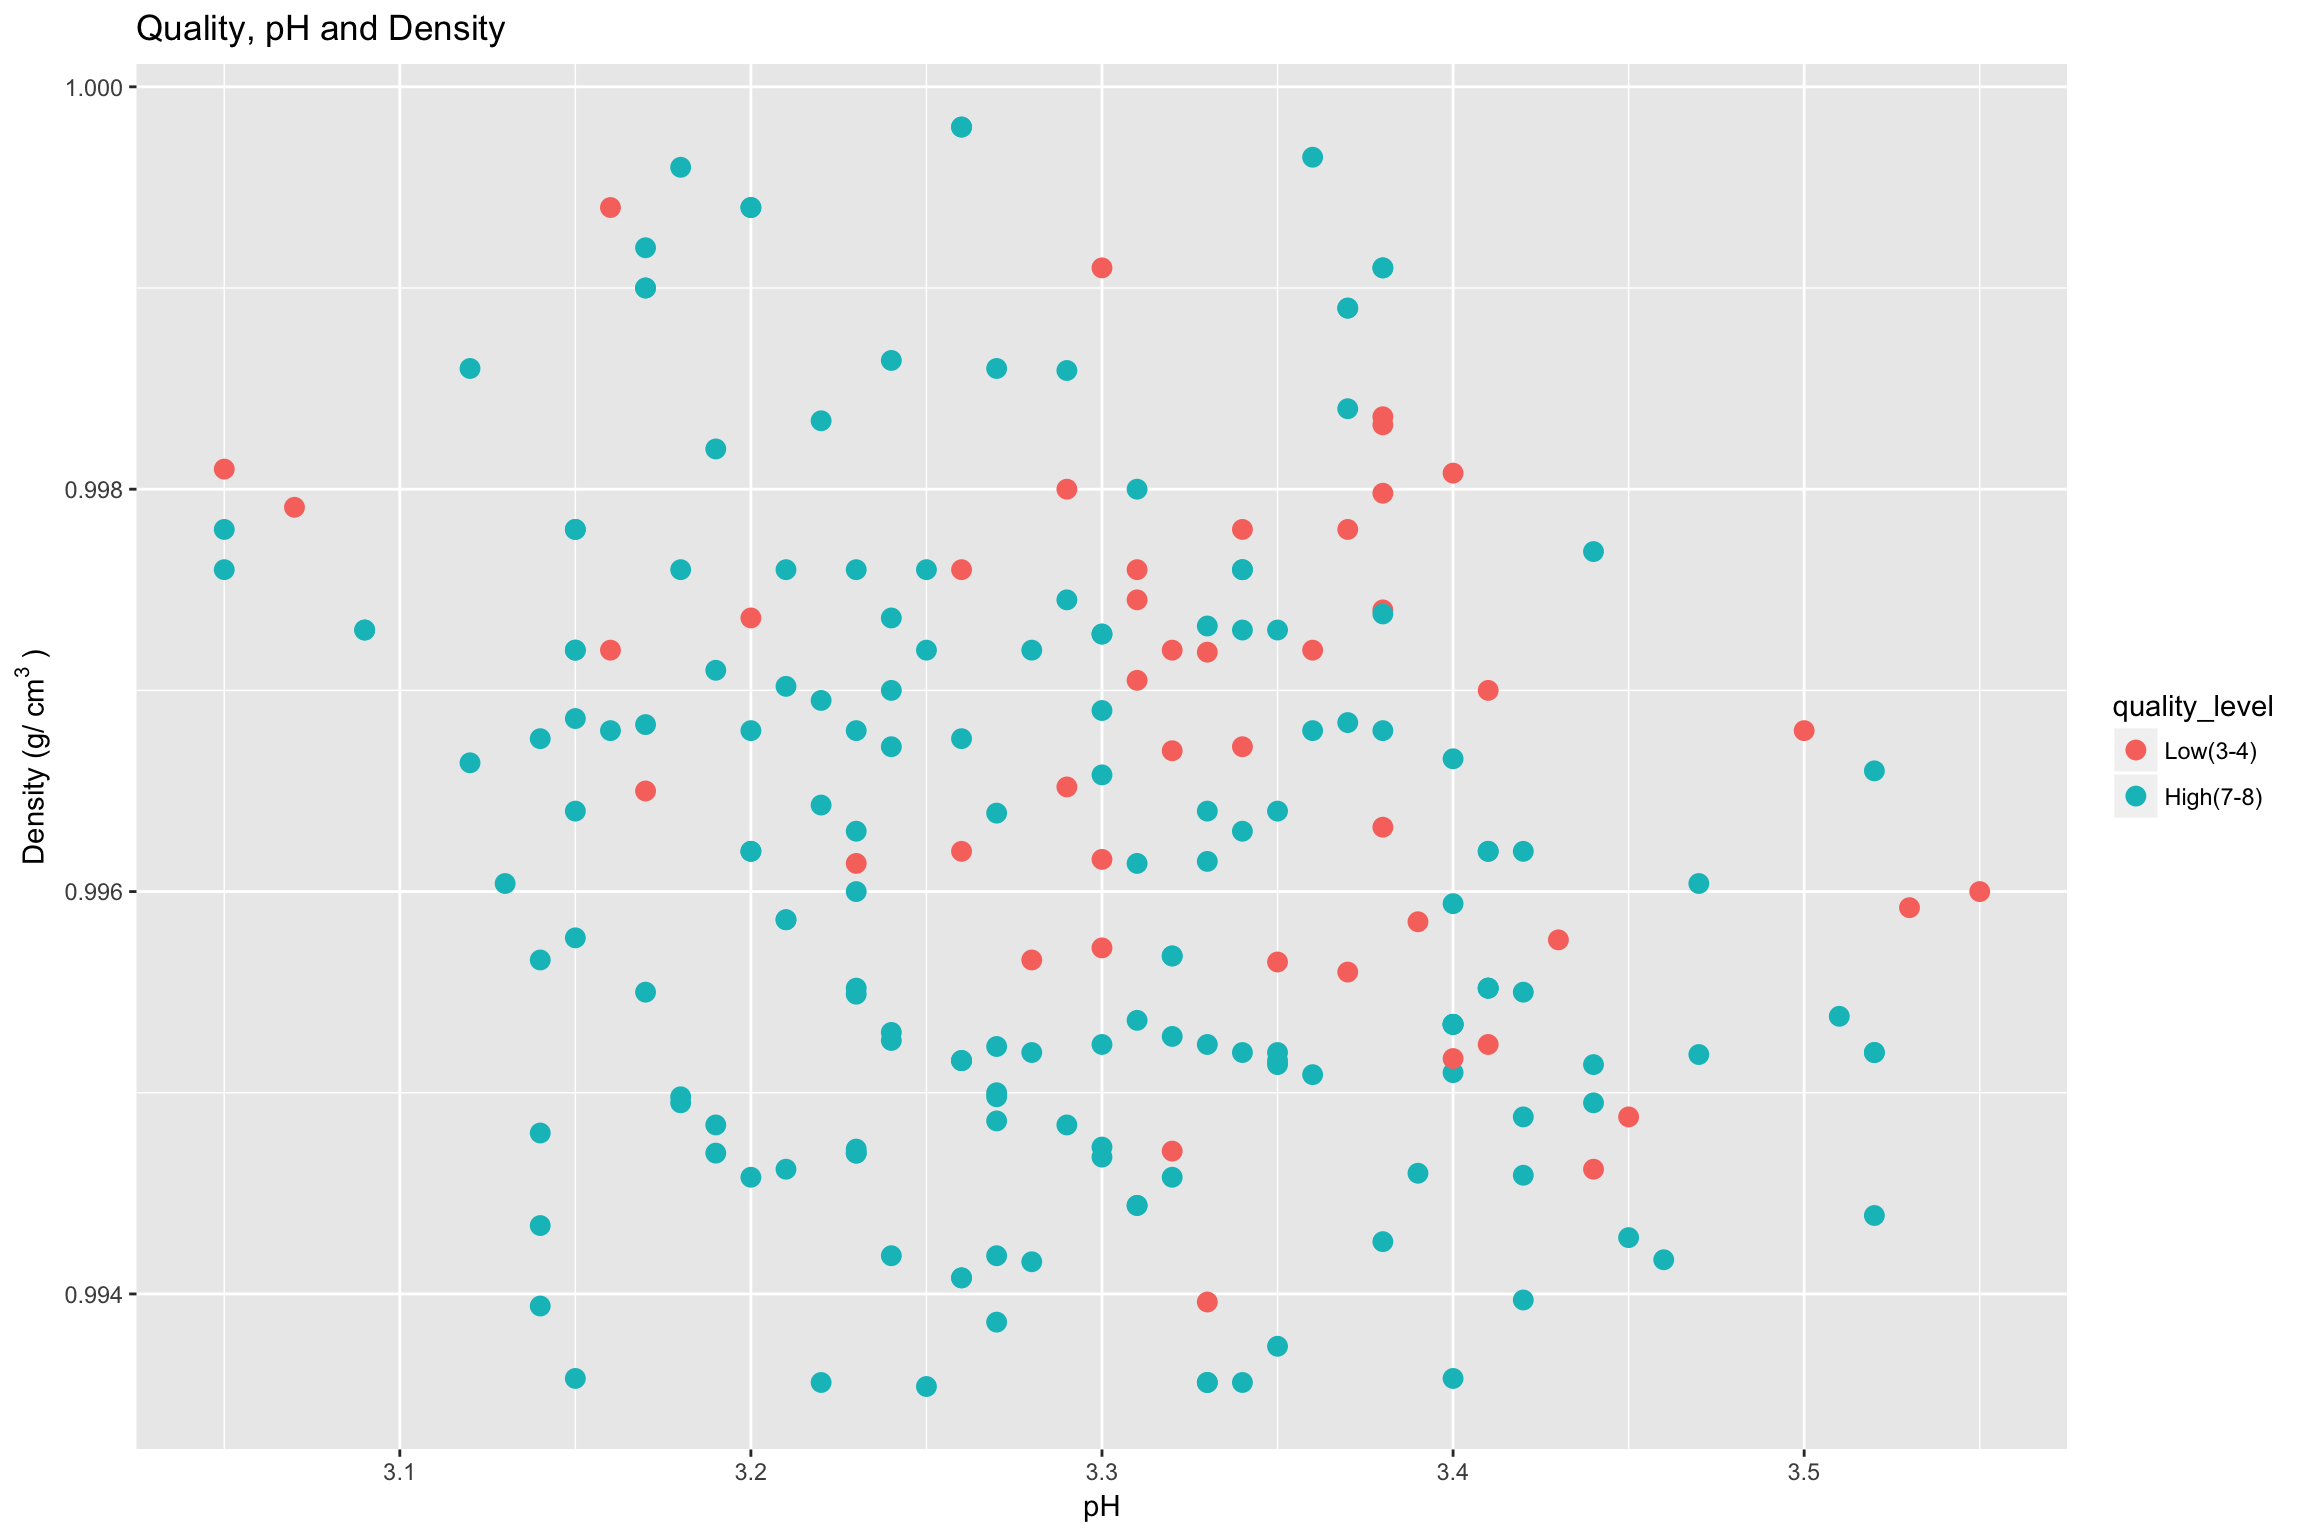 Quality, pH and Density
1.000
0.998
0.996
0.994
Density (g/ cm³ )
3.1
3.2
3.3
3.4
3.5
pH
quality_level
Low(3-4)
High(7-8)